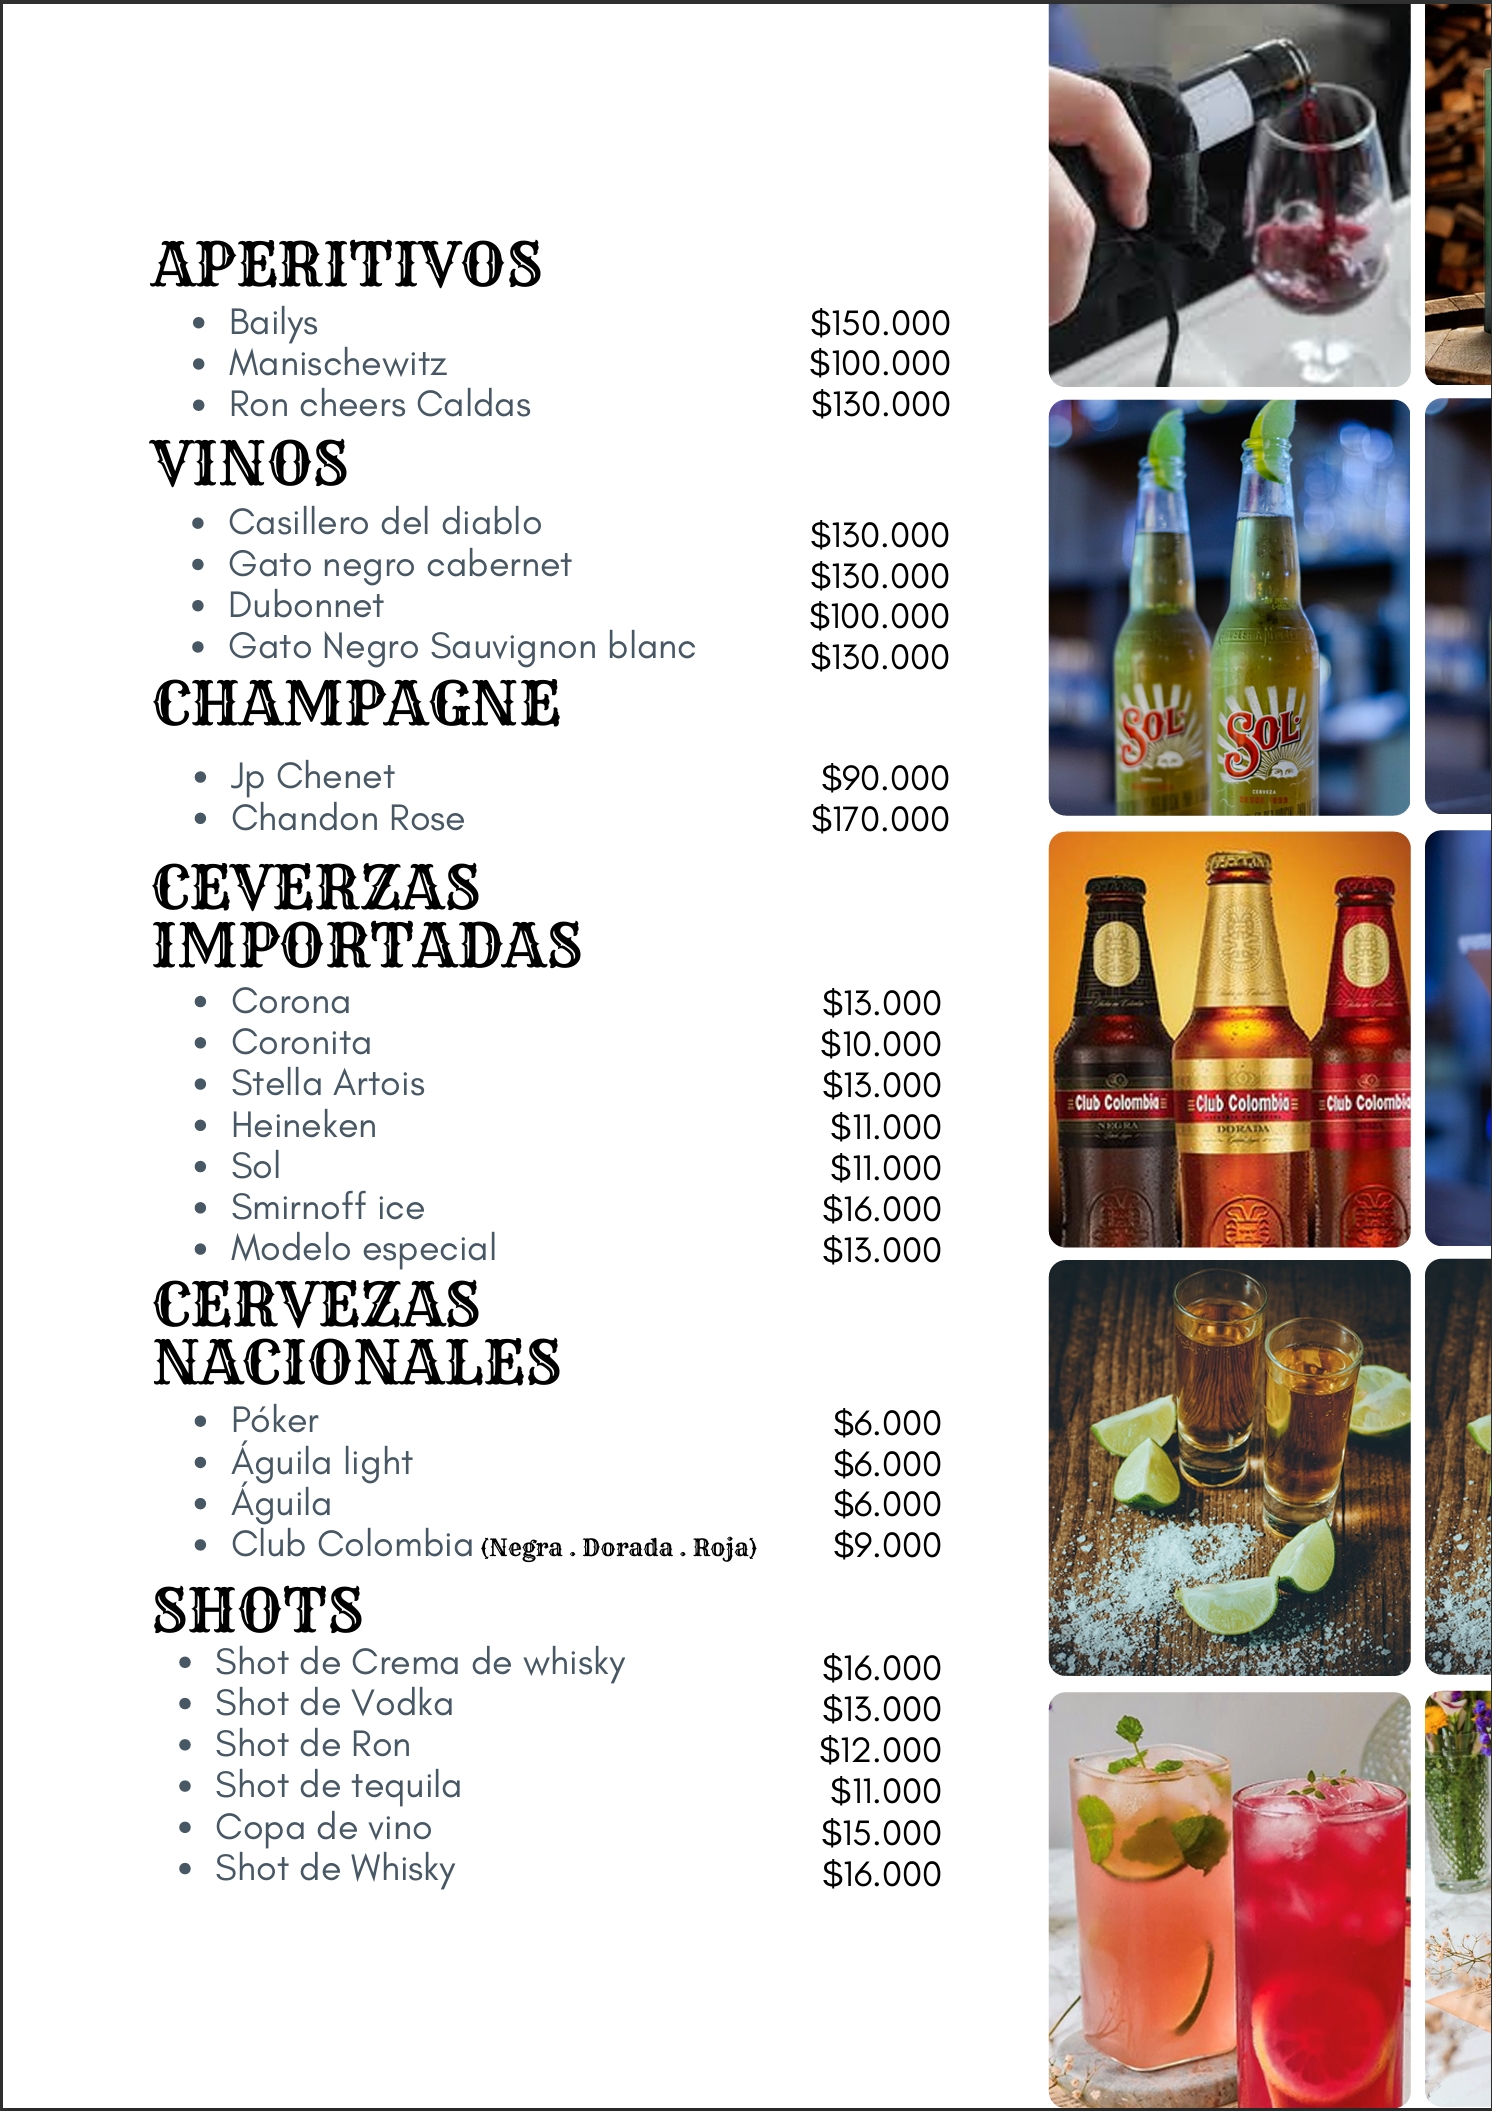 APERITIVOS
• Bailys $150.000
• Manischewitz $100.000
• Ron cheers Caldas $130.000
VINOS
• Casillero del diablo $130.000
• Gato negro cabernet $130.000
• Dubonnet $100.000
• Gato Negro Sauvignon blanc $130.000
CHAMPAGNE
• Jp Chenet $90.000
• Chandon Rose $170.000
CEVERZAS
IMPORTADAS
• Corona $13.000
• Coronita $10.000
• Stella Artois $13.000
• Heineken $11.000
• Sol $11.000
• Smirnoff ice $16.000
• Modelo especial $13.000
CERVEZAS
NACIONALES
• Póker $6.000
• Águila light $6.000
• Águila $6.000
• Club Colombia (Negra . Dorada . Roja) $9.000
SHOTS
• Shot de Crema de whisky $16.000
• Shot de Vodka $13.000
• Shot de Ron $12.000
• Shot de tequila $11.000
• Copa de vino $15.000
• Shot de Whisky $16.000
SOL
SOL
CERVEZA
Club Colombia
NEGRA
Club Colombia
DORADA
Club Colombia